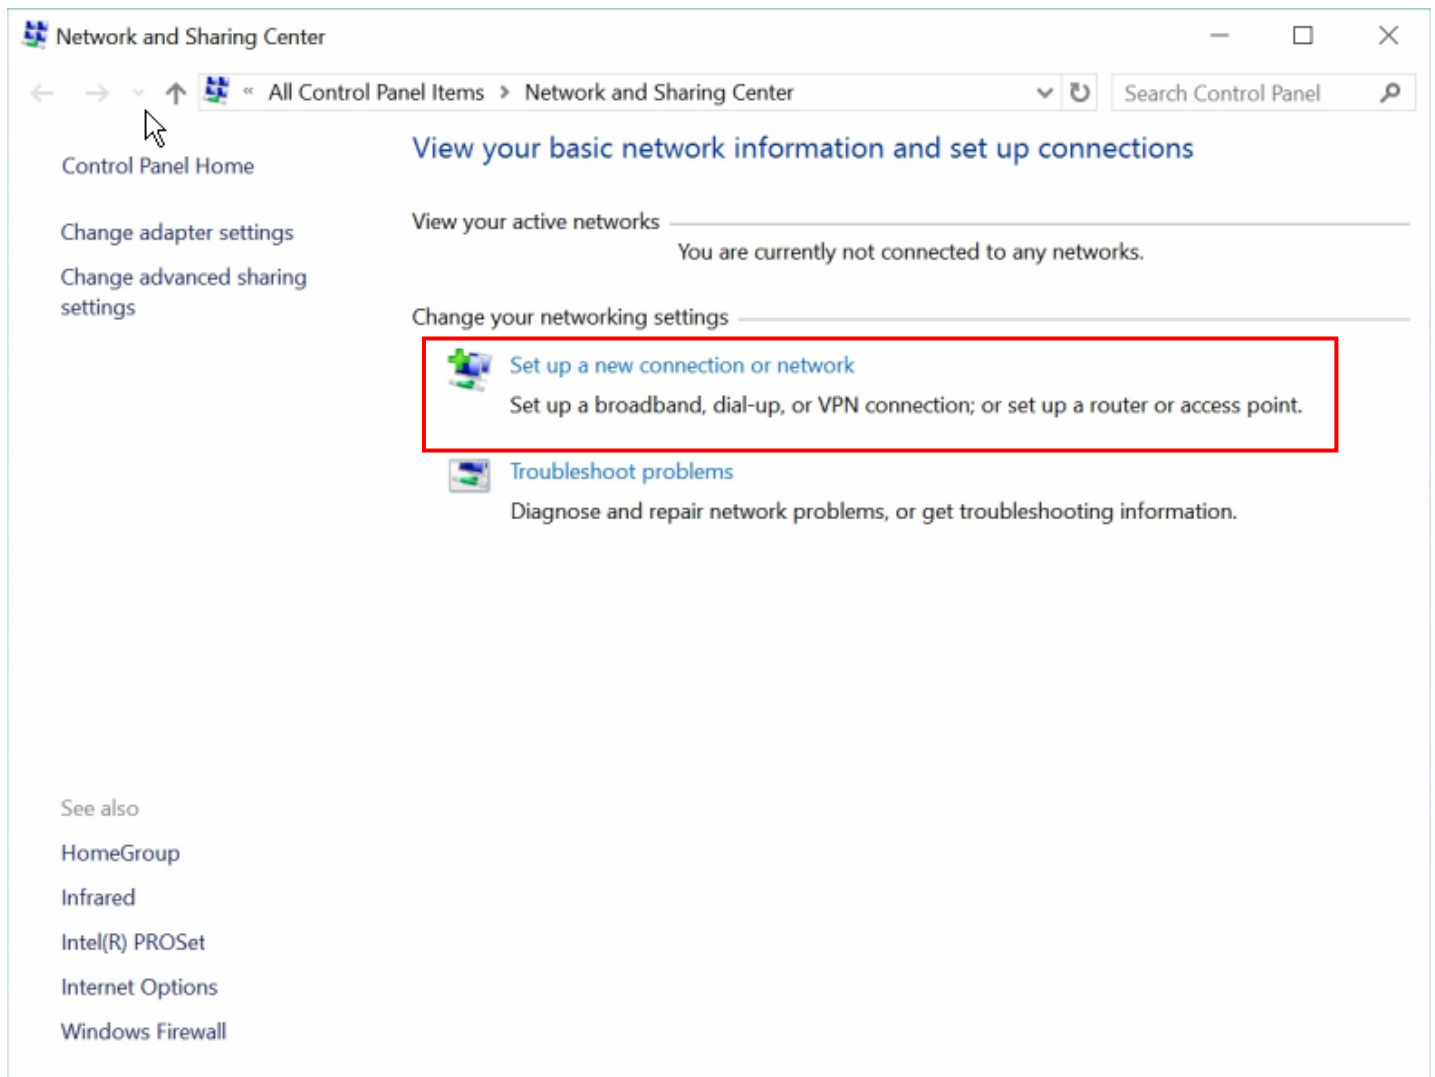 Network and Sharing Center
« All Control Panel Items > Network and Sharing Center
Search Control Panel
Control Panel Home
Change adapter settings
Change advanced sharing
settings
View your basic network information and set up connections
View your active networks
You are currently not connected to any networks.
Change your networking settings
Set up a new connection or network
Set up a broadband, dial-up, or VPN connection; or set up a router or access point.
Troubleshoot problems
Diagnose and repair network problems, or get troubleshooting information.
See also
HomeGroup
Infrared
Intel(R) PROSet
Internet Options
Windows Firewall